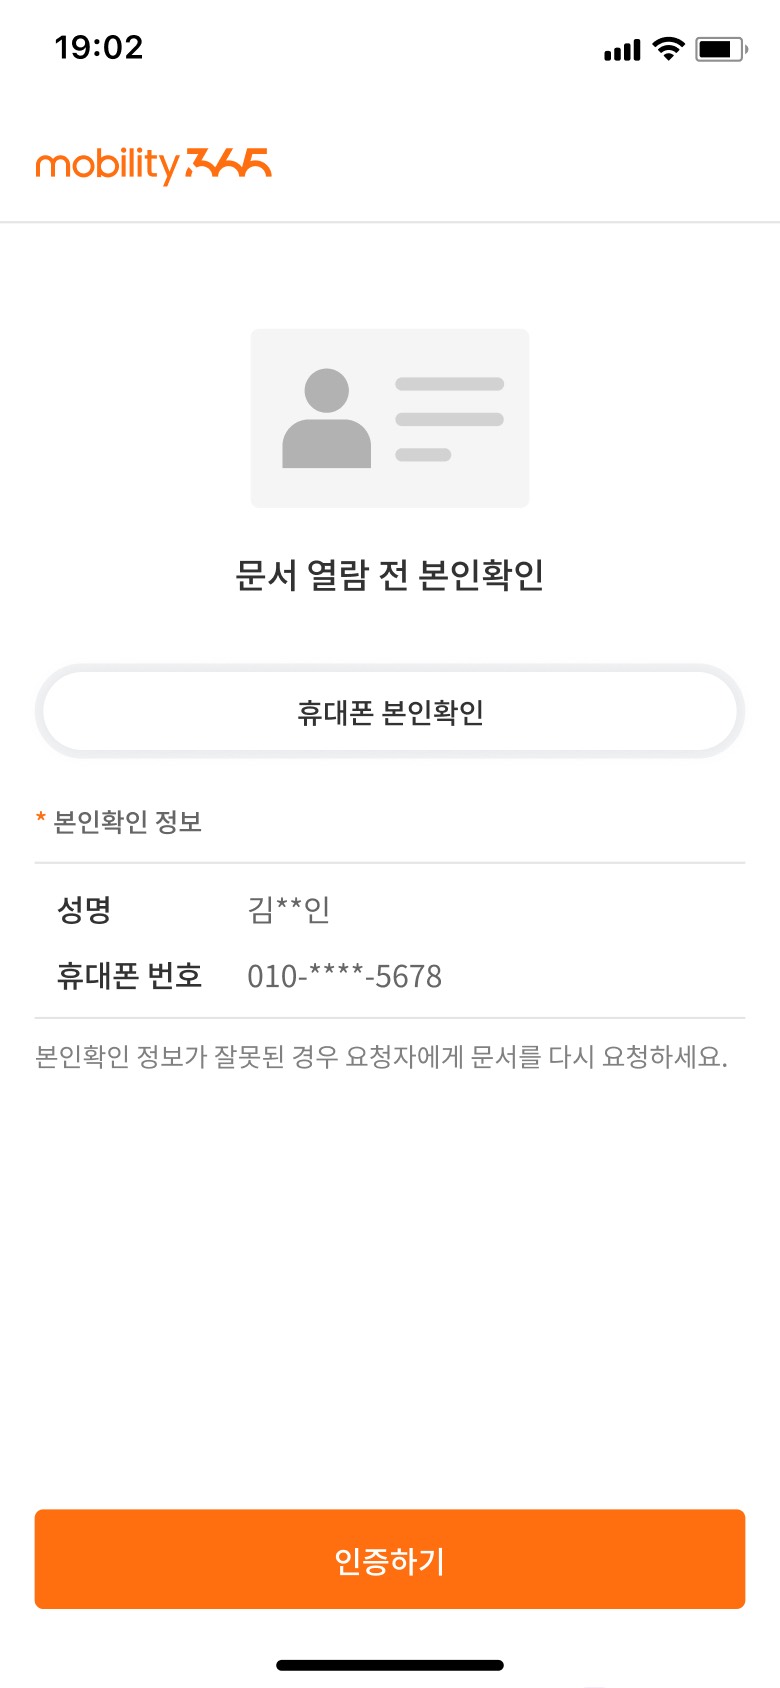 19:02
mobility365
문서 열람 전 본인확인
휴대폰 본인확인
* 본인확인 정보
성명 김**인
휴대폰 번호 010-****-5678
본인확인 정보가 잘못된 경우 요청자에게 문서를 다시 요청하세요.
인증하기